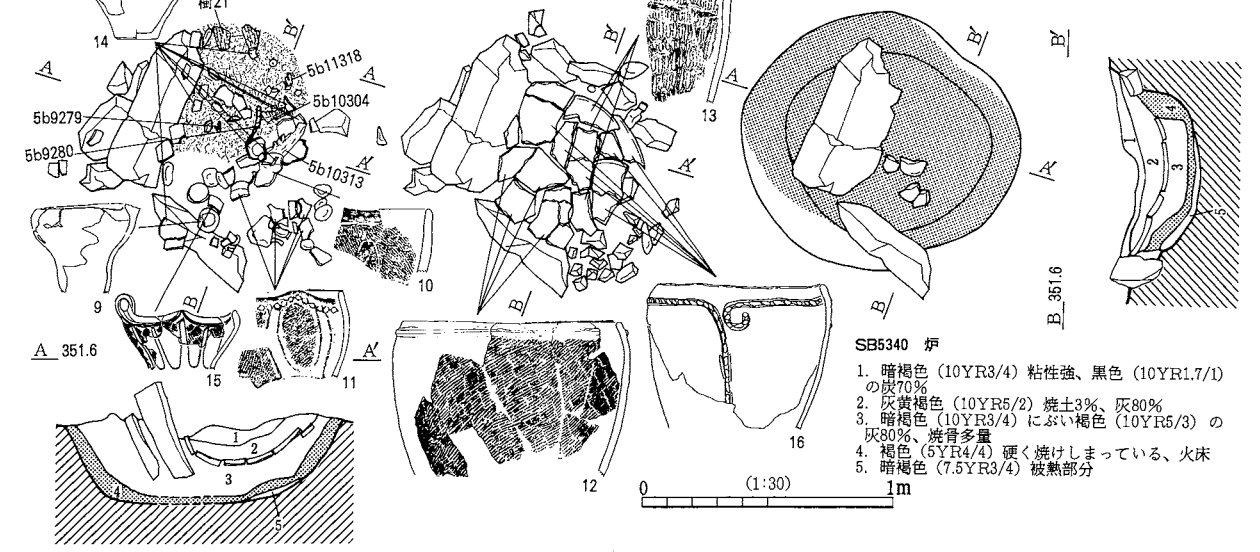 樹21
14
B′
A
A
5b11318
5b10304
5b9279
5b9280
5b10313
A′
B′
13
A
A′
B′
A′
B
B′
4
2
3
5
B 351.6
9
10
B
B
15
11
A 351.6
A′
12
16
1
2
3
4
5
SB5340 炉
1. 暗褐色（10YR3/4）粘性強、黒色（10YR1.7/1）
の炭70％
2. 灰黄褐色（10YR5/2）焼土3％、灰80％
3. 暗褐色（10YR3/4）にぶい褐色（10YR5/3）の
灰80％、焼骨多量
4. 褐色（5YR4/4）硬く焼けしまっている、火床
5. 暗褐色（7.5YR3/4）被熱部分
0 (1:30) 1m